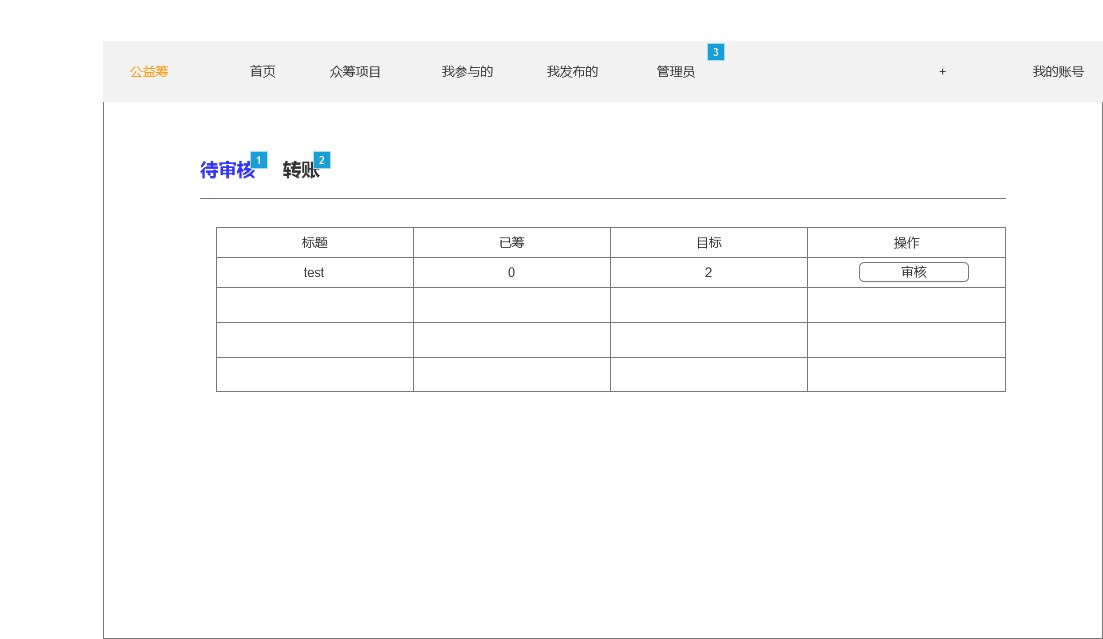 3
公益筹 首页 众筹项目 我参与的 我发布的 管理员 + 我的账号
待审核 1 转账 2
标题 已筹 目标 操作
test 0 2 审核